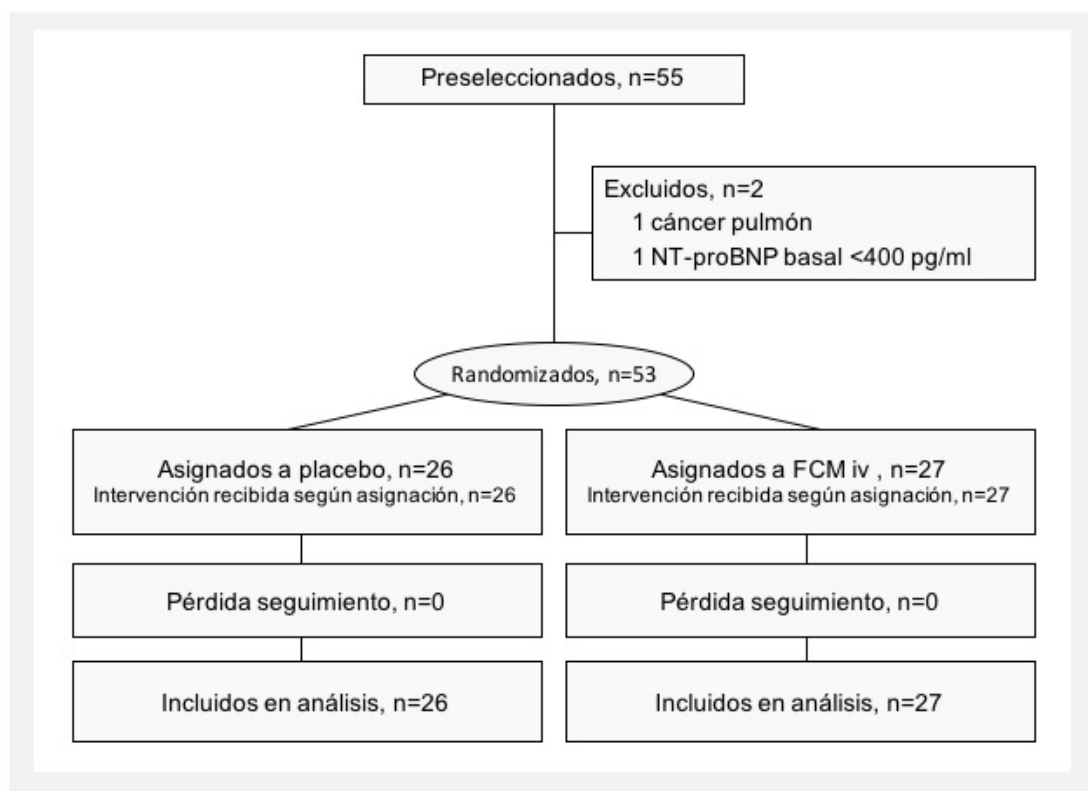 Preseleccionados, n=55
Excluidos, n=2
1 cáncer pulmón
1 NT-proBNP basal <400 pg/ml
Randomizados, n=53
Asignados a placebo, n=26
Intervención recibida según asignación, n=26
Asignados a FCM iv , n=27
Intervención recibida según asignación, n=27
Pérdida seguimiento, n=0
Pérdida seguimiento, n=0
Incluidos en análisis, n=26
Incluidos en análisis, n=27